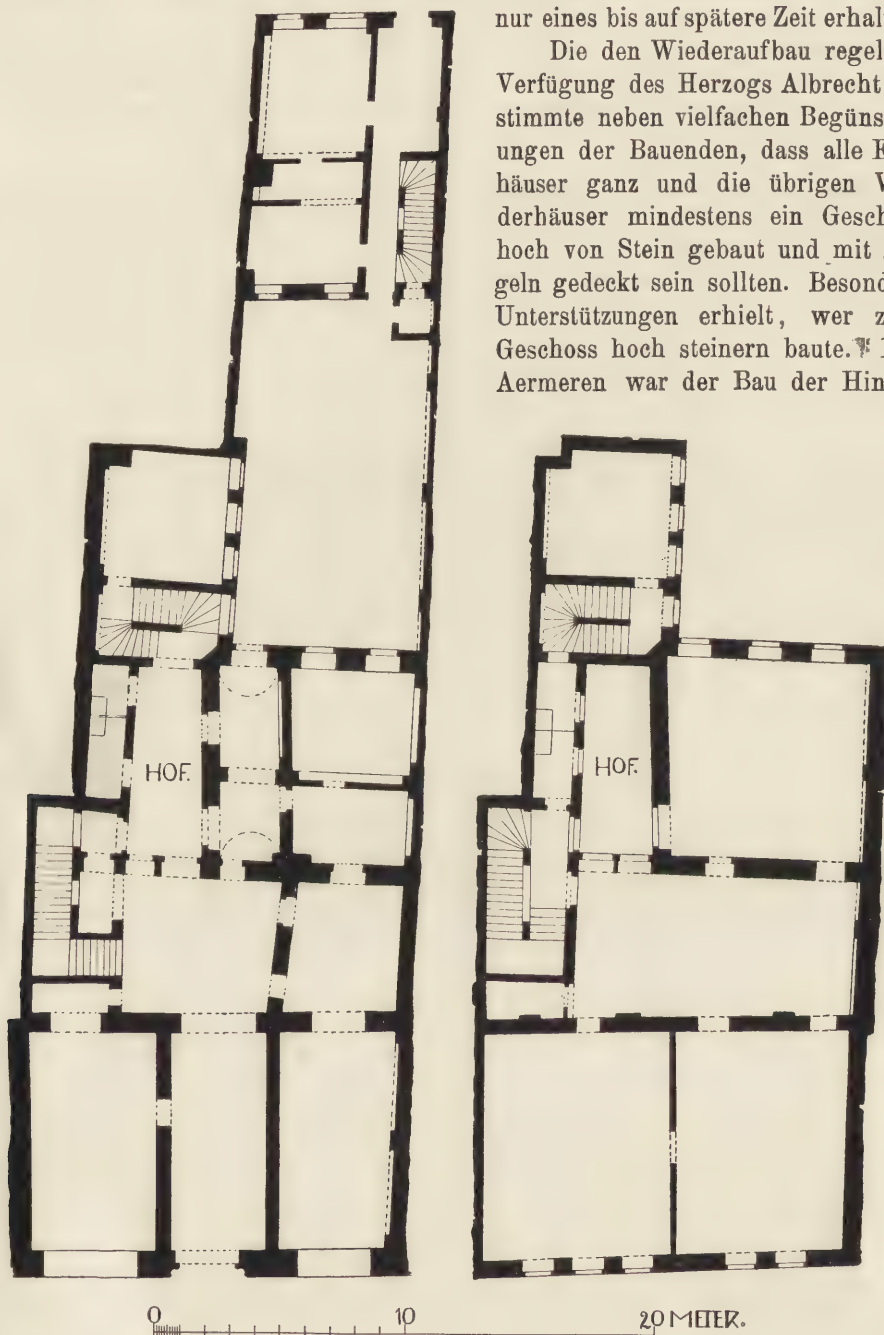 nur eines bis auf spätere Zeit erhal
Die den Wiederaufbau regel
Verfügung des Herzogs Albrecht
stimmte neben vielfachen Begüns
ungen der Bauenden, dass alle E
häuser ganz und die übrigen V
derhäuser mindestens ein Gesch
hoch von Stein gebaut und mit
geln gedeckt sein sollten. Besond
Unterstützungen erhielt, wer z
Geschoss hoch steinern baute.
Aermeren war der Bau der Hin
HOF.
HOF.
0 10 20 METER.